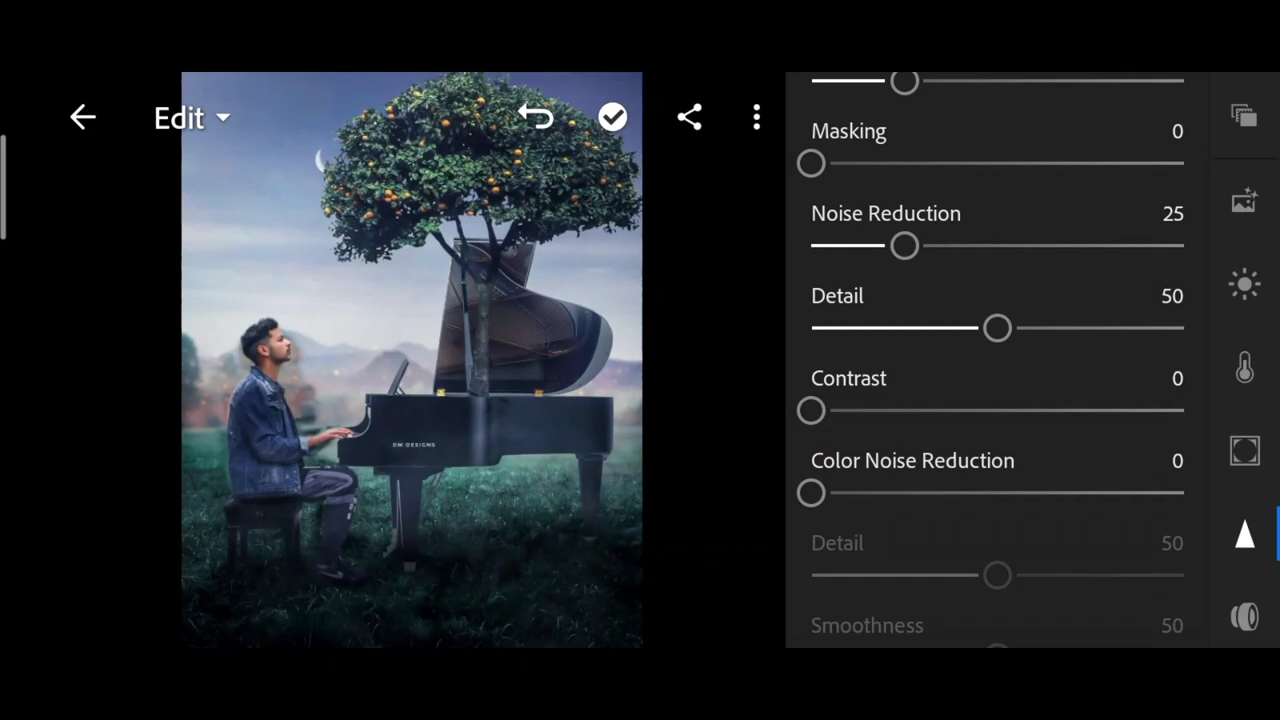 Edit
Masking 0
Noise Reduction 25
Detail 50
Contrast 0
Color Noise Reduction 0
Detail 50
Smoothness 50
DM DESIGNS